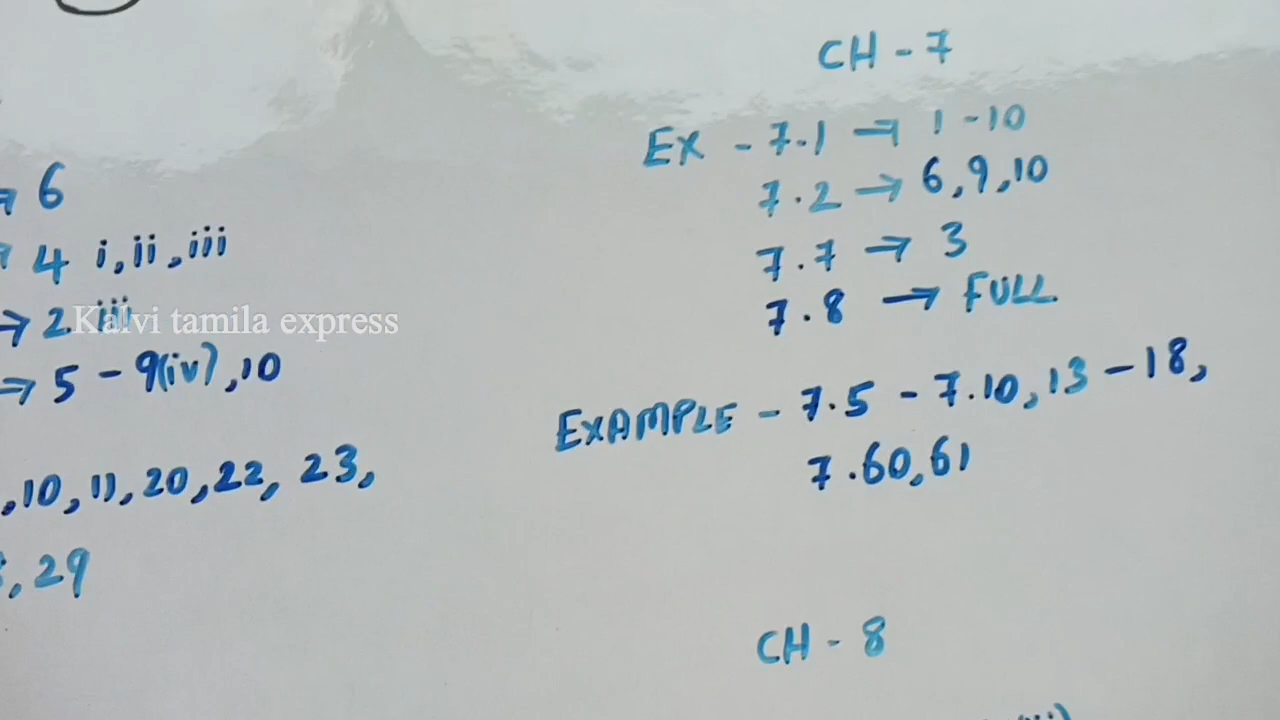 CH - 7
EX - 7.1 → 1 - 10
7.2 → 6, 9, 10
7.7 → 3
7.8 → FULL
EXAMPLE - 7.5 - 7.10, 13 - 18,
7.60, 61
CH - 8
→ 6
→ 4 i, ii, iii
→ 2. iii
→ 5 - 9(iv), 10
, 10, 11, 20, 22, 23,
, 29
Kalvi tamila express